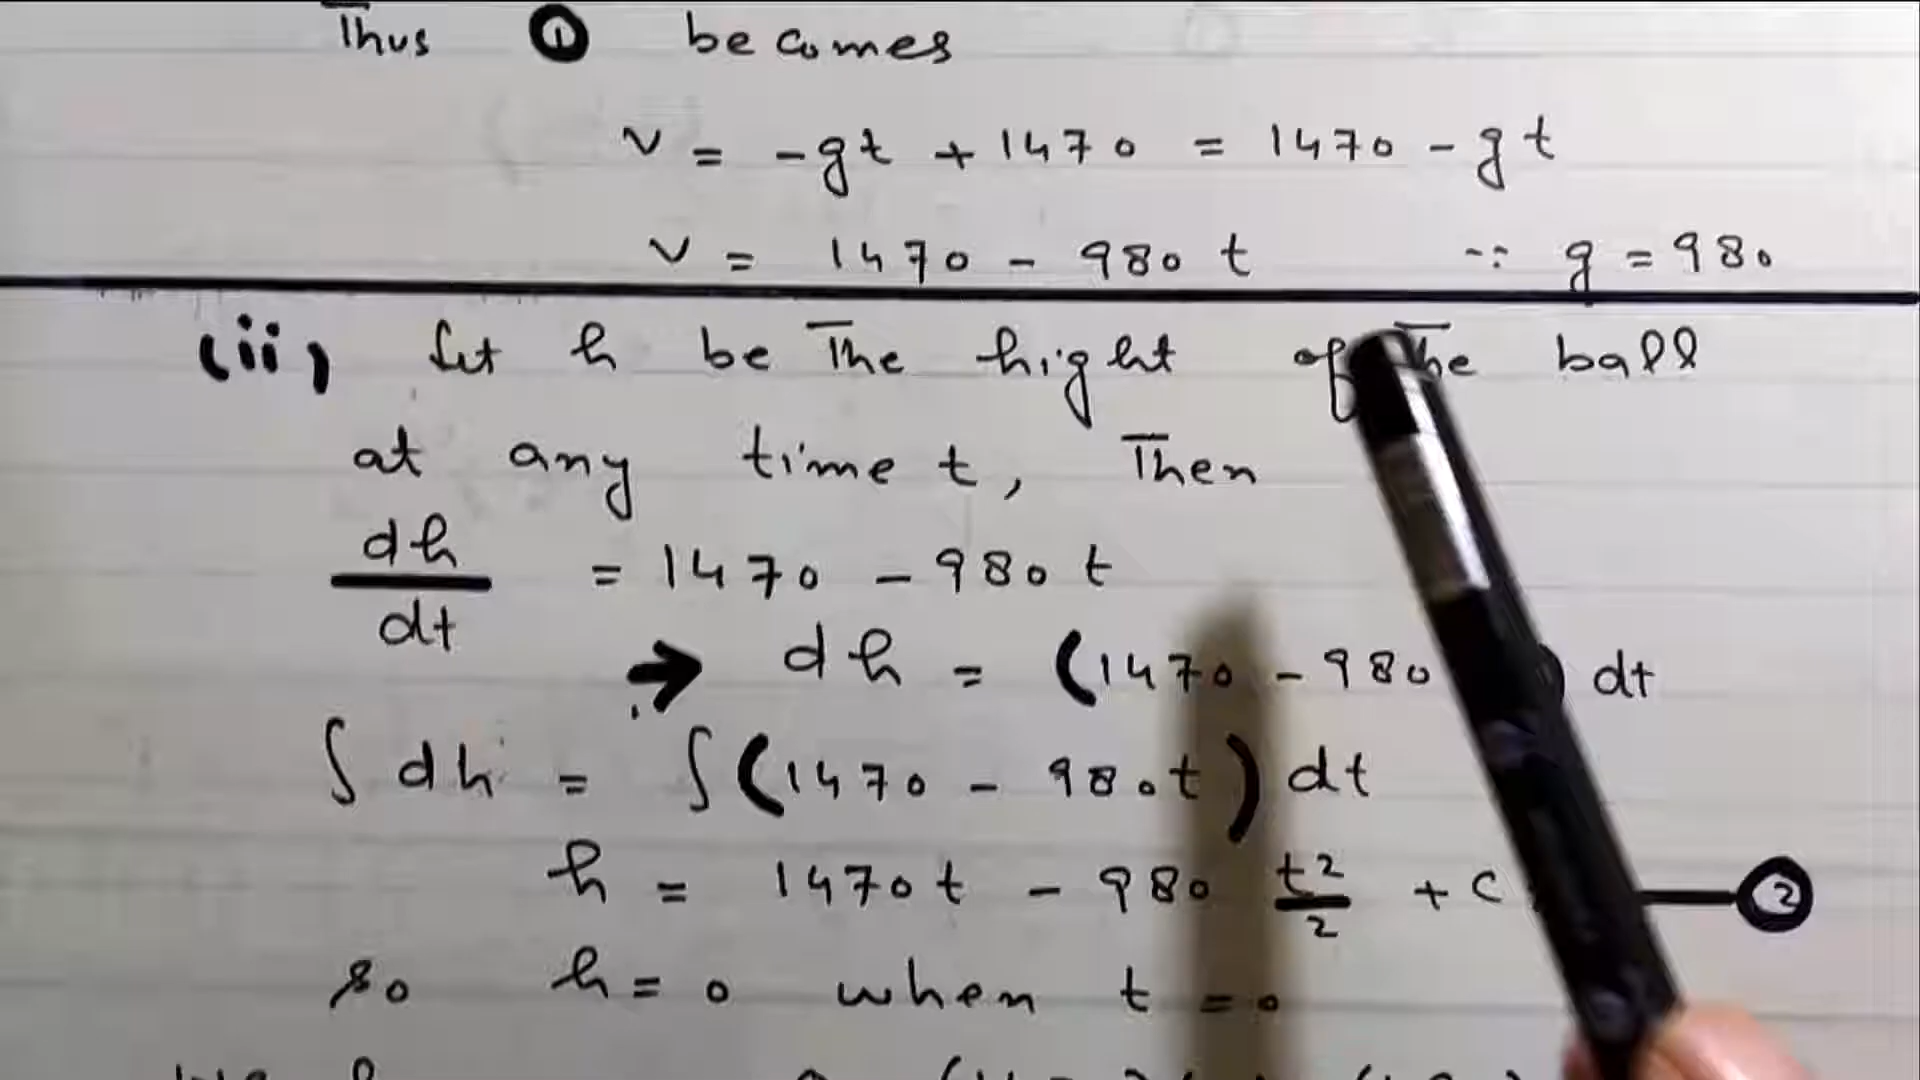 Thus ① becomes
v = -gt + 1470 = 1470 - gt
v = 1470 - 980 t ∵ g = 980
(ii) Let h be The hight of The ball
at any time t, Then
dh/dt = 1470 - 980 t
→ dh = (1470 - 980 ) dt
∫ dh = ∫ (1470 - 980t) dt
h = 1470t - 980 t²/2 + c — ②
so h = 0 when t = 0